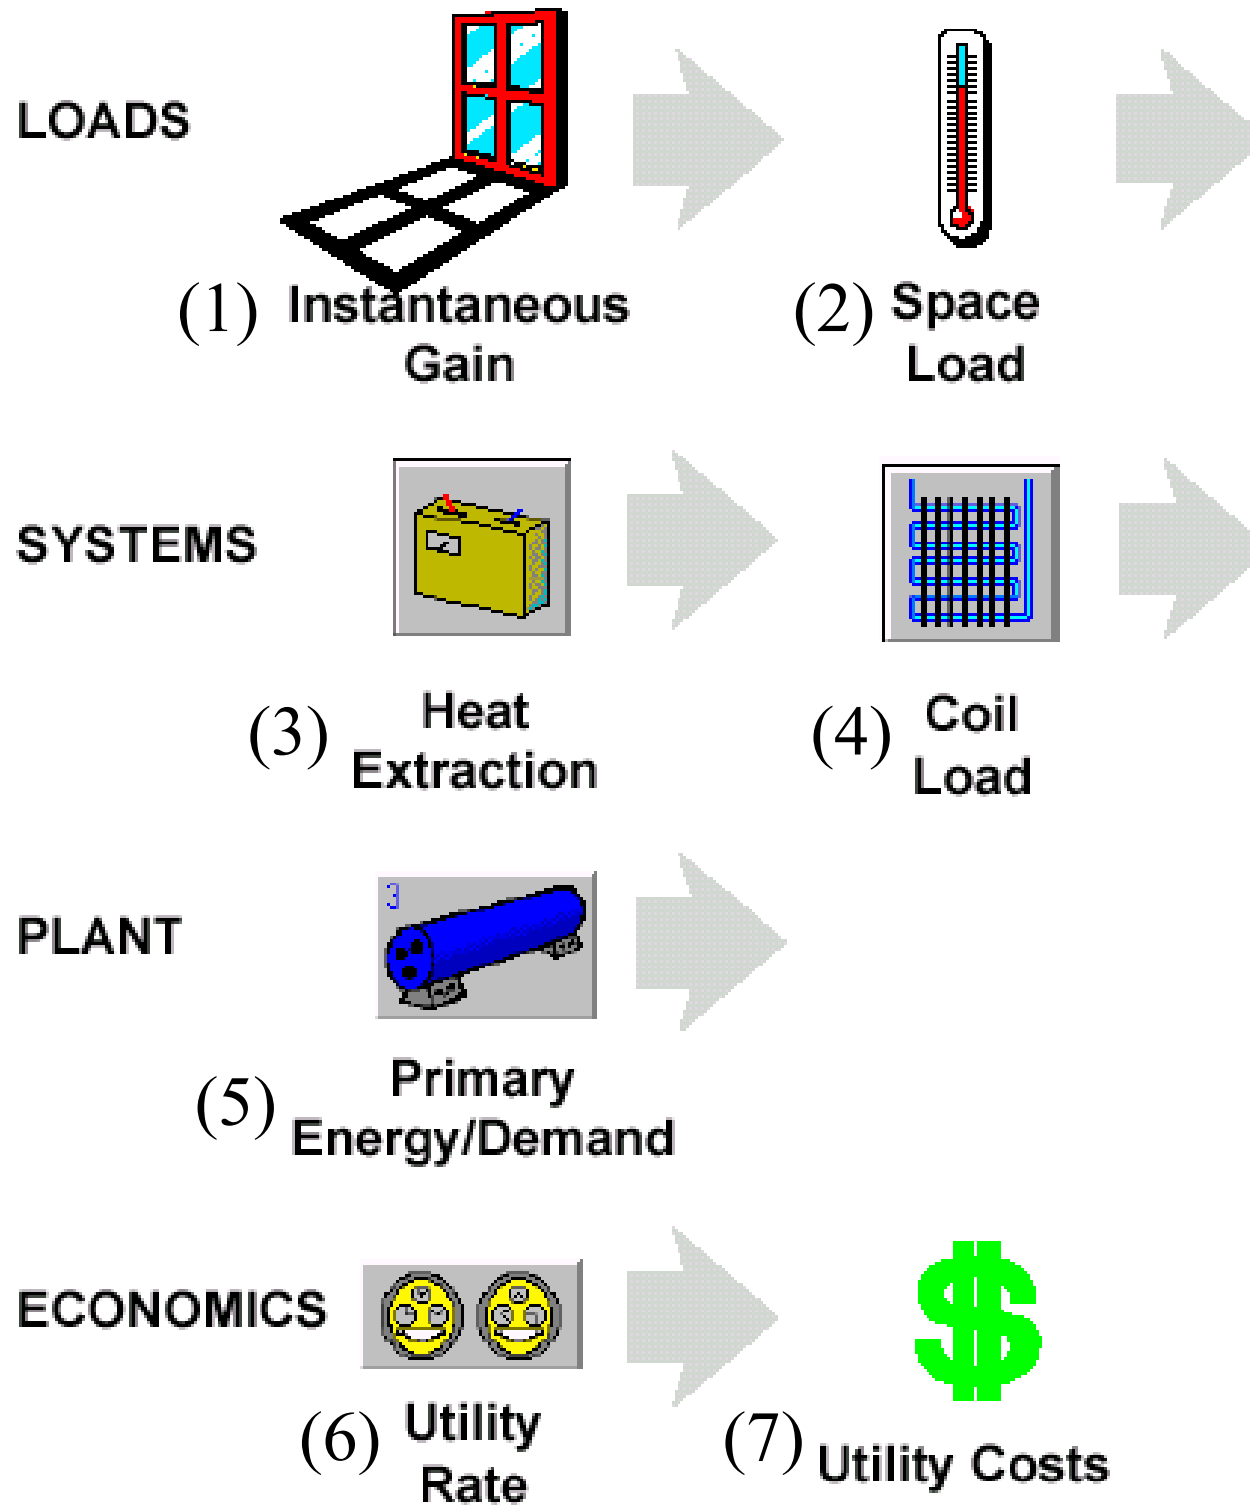 LOADS
(1) Instantaneous
Gain
(2) Space
Load
SYSTEMS
(3) Heat
Extraction
(4) Coil
Load
PLANT
3
(5) Primary
Energy/Demand
ECONOMICS
(6) Utility
Rate
$
(7) Utility Costs